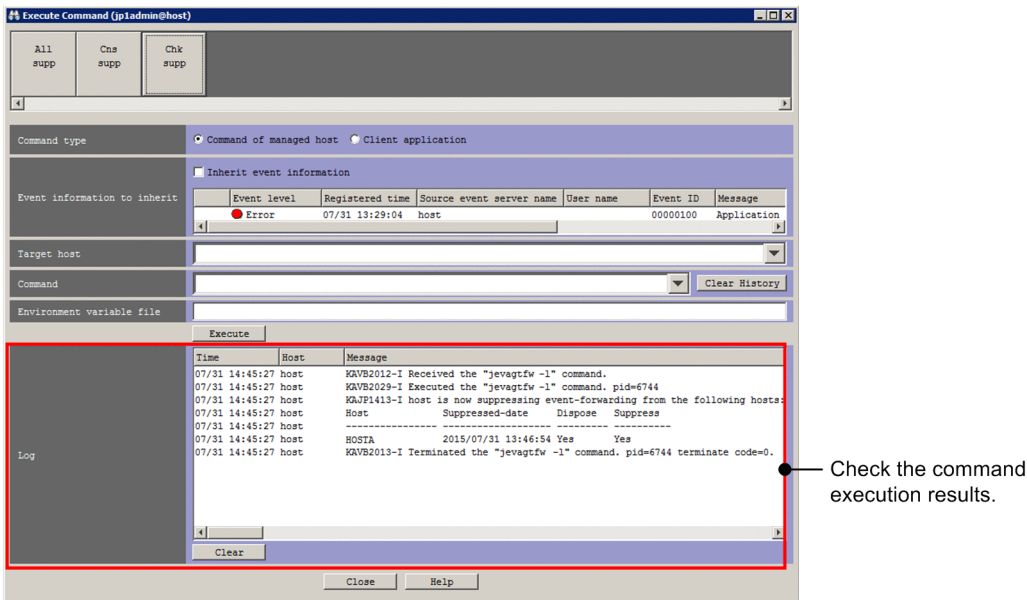 Execute Command (jp1admin@host)
All supp
Cns supp
Chk supp
Command type
Command of managed host
Client application
Event information to inherit
Inherit event information
Event level Registered time Source event server name User name Event ID Message
Error 07/31 13:29:04 host 00000100 Application
Target host
Command
Clear History
Environment variable file
Execute
Log
Time Host Message
07/31 14:45:27 host KAVB2012-I Received the "jevagtfw -l" command.
07/31 14:45:27 host KAVB2029-I Executed the "jevagtfw -l" command. pid=6744
07/31 14:45:27 host KAJP1413-I host is now suppressing event-forwarding from the following hosts:
07/31 14:45:27 host Host Suppressed-date Dispose Suppress
07/31 14:45:27 host ---------------- ------------------- --------- ----------
07/31 14:45:27 host HOSTA 2015/07/31 13:46:54 Yes Yes
07/31 14:45:27 host KAVB2013-I Terminated the "jevagtfw -l" command. pid=6744 terminate code=0.
Clear
Close
Help
Check the command
execution results.